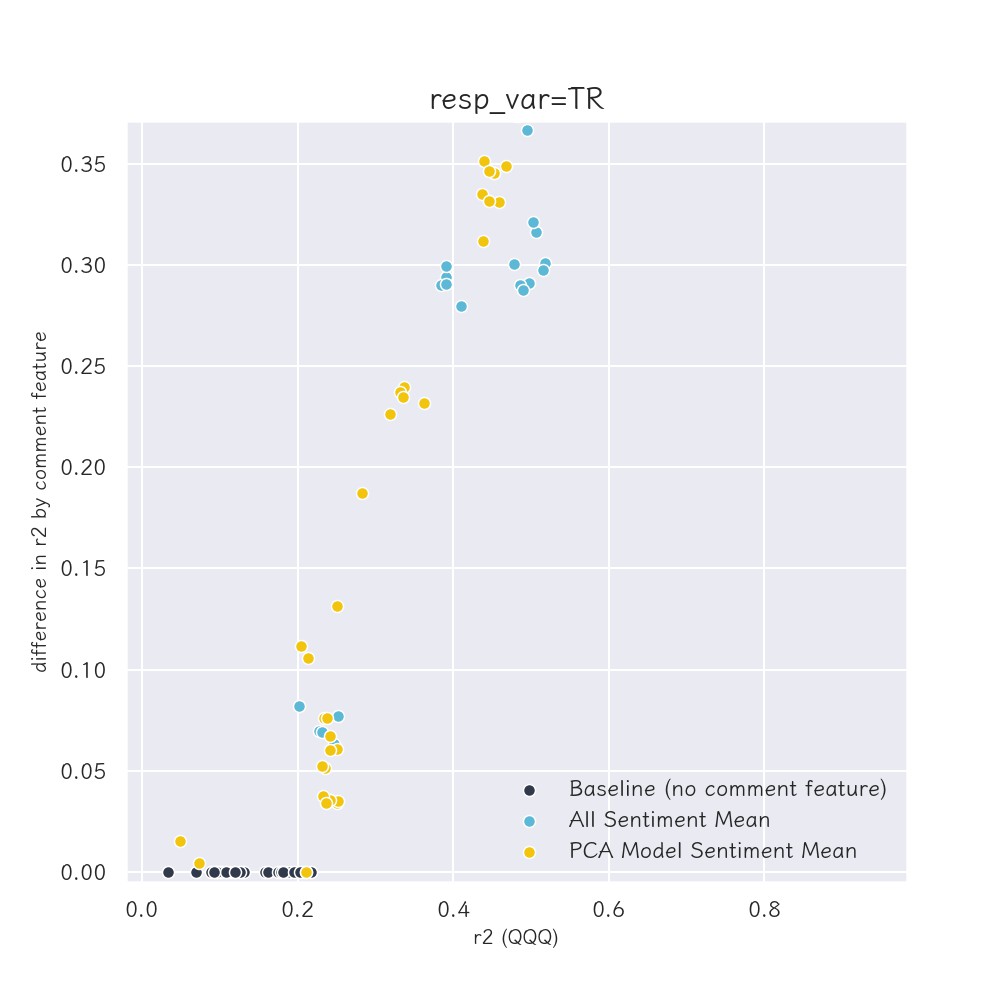 resp_var=TR
0.35
0.30
0.25
0.20
0.15
0.10
0.05
0.00
difference in r2 by comment feature
Baseline (no comment feature)
All Sentiment Mean
PCA Model Sentiment Mean
0.0 0.2 0.4 0.6 0.8
r2 (QQQ)